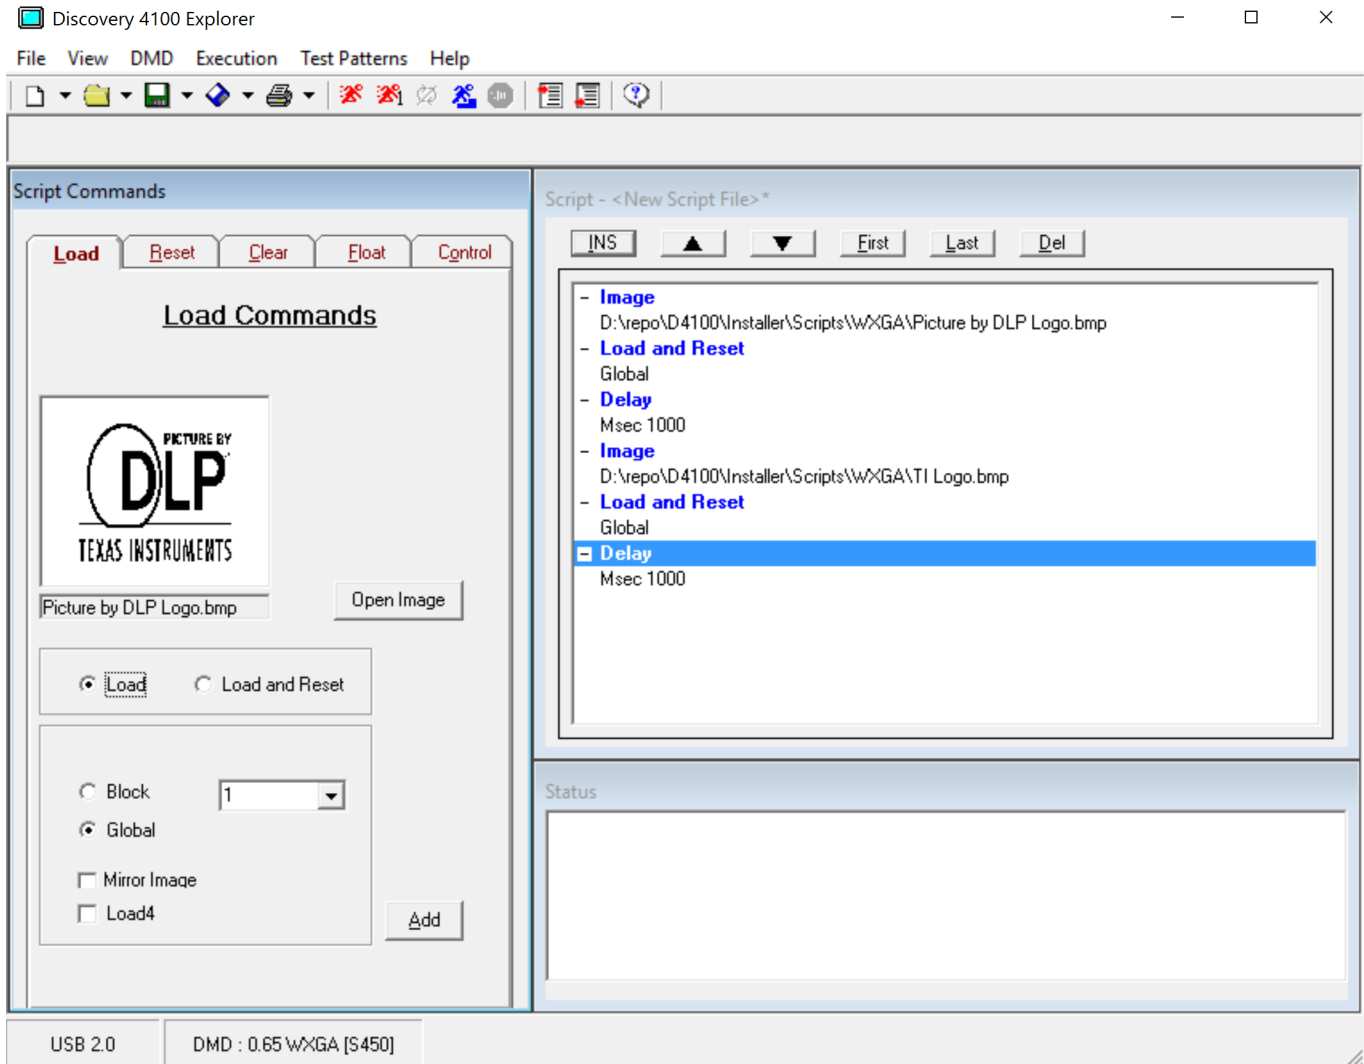 Discovery 4100 Explorer
File View DMD Execution Test Patterns Help
Script Commands
Load Reset Clear Float Control
Load Commands
PICTURE BY
DLP
TEXAS INSTRUMENTS
Picture by DLP Logo.bmp
Open Image
Load Load and Reset
Block 1
Global
Mirror Image
Load4
Add
Script - <New Script File>*
INS First Last Del
– Image
D:\repo\D4100\Installer\Scripts\WXGA\Picture by DLP Logo.bmp
– Load and Reset
Global
– Delay
Msec 1000
– Image
D:\repo\D4100\Installer\Scripts\WXGA\TI Logo.bmp
– Load and Reset
Global
– Delay
Msec 1000
Status
USB 2.0 DMD : 0.65 WXGA [S450]